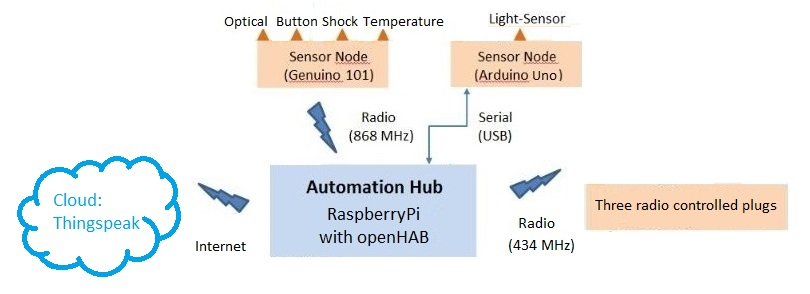 Optical Button Shock Temperature
Light-Sensor
Sensor Node
(Genuino 101)
Sensor Node
(Arduino Uno)
Radio
(868 MHz)
Serial
(USB)
Cloud:
Thingspeak
Internet
Automation Hub
RaspberryPi
with openHAB
Radio
(434 MHz)
Three radio controlled plugs